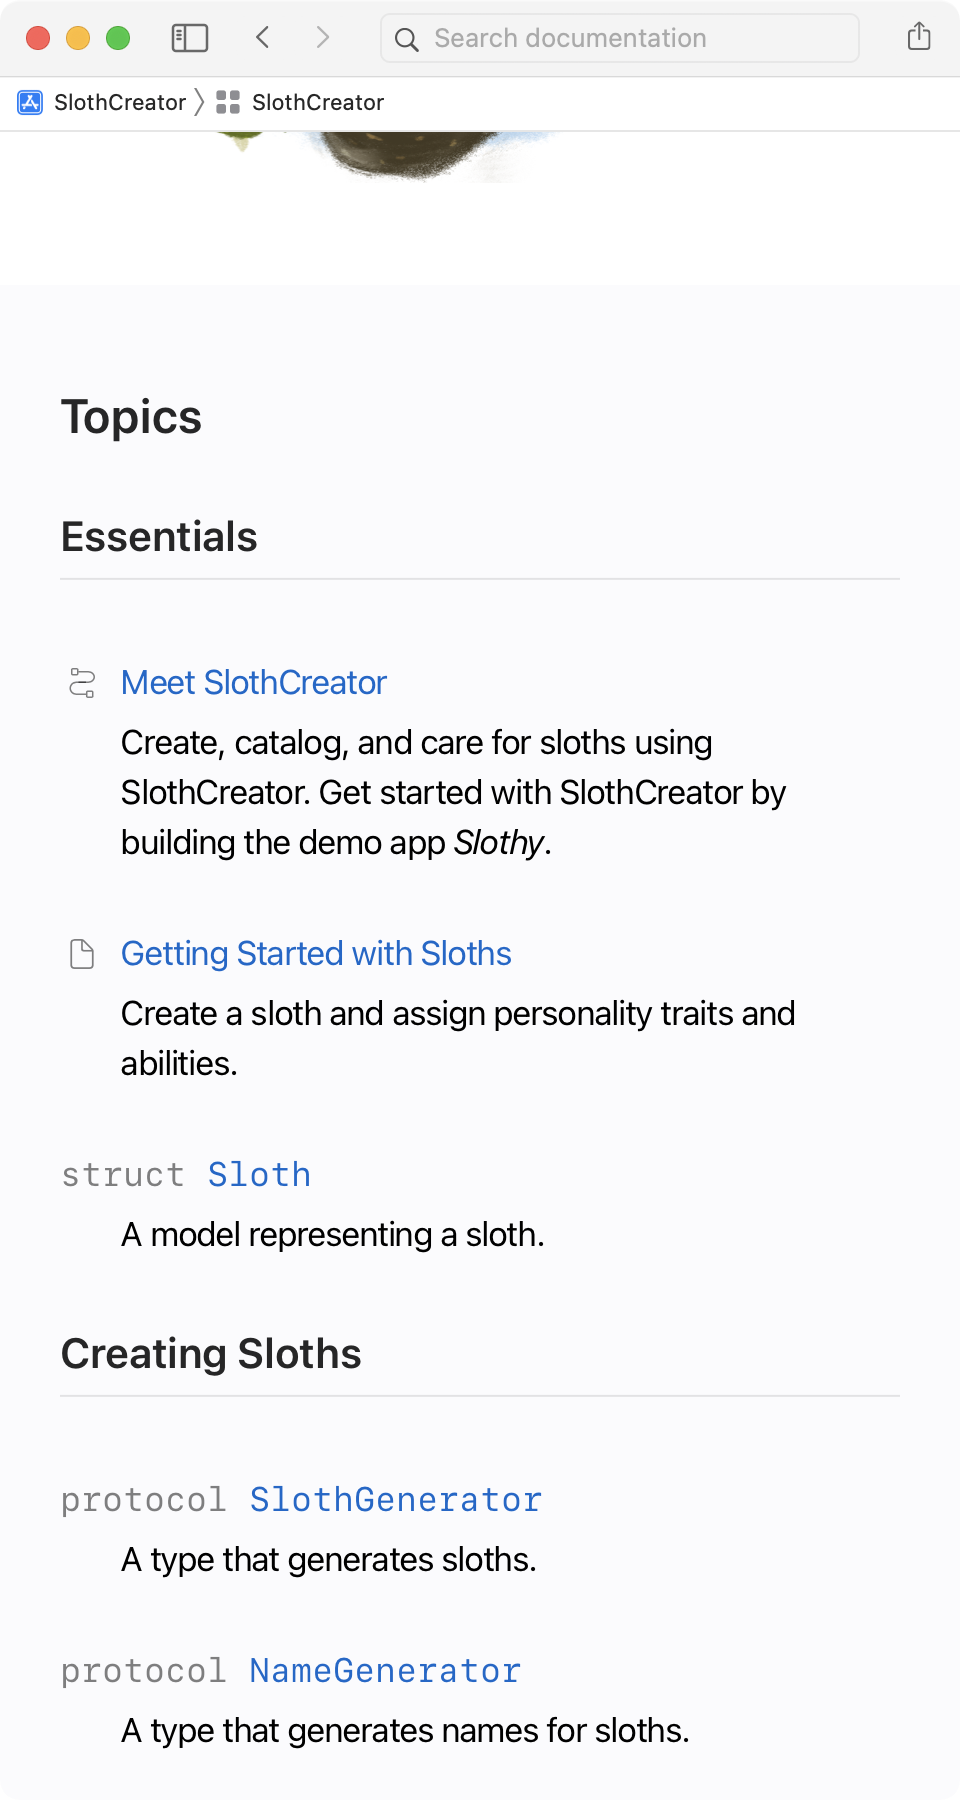 Search documentation
SlothCreator SlothCreator
Topics
Essentials
Meet SlothCreator
Create, catalog, and care for sloths using
SlothCreator. Get started with SlothCreator by
building the demo app Slothy.
Getting Started with Sloths
Create a sloth and assign personality traits and
abilities.
struct Sloth
A model representing a sloth.
Creating Sloths
protocol SlothGenerator
A type that generates sloths.
protocol NameGenerator
A type that generates names for sloths.